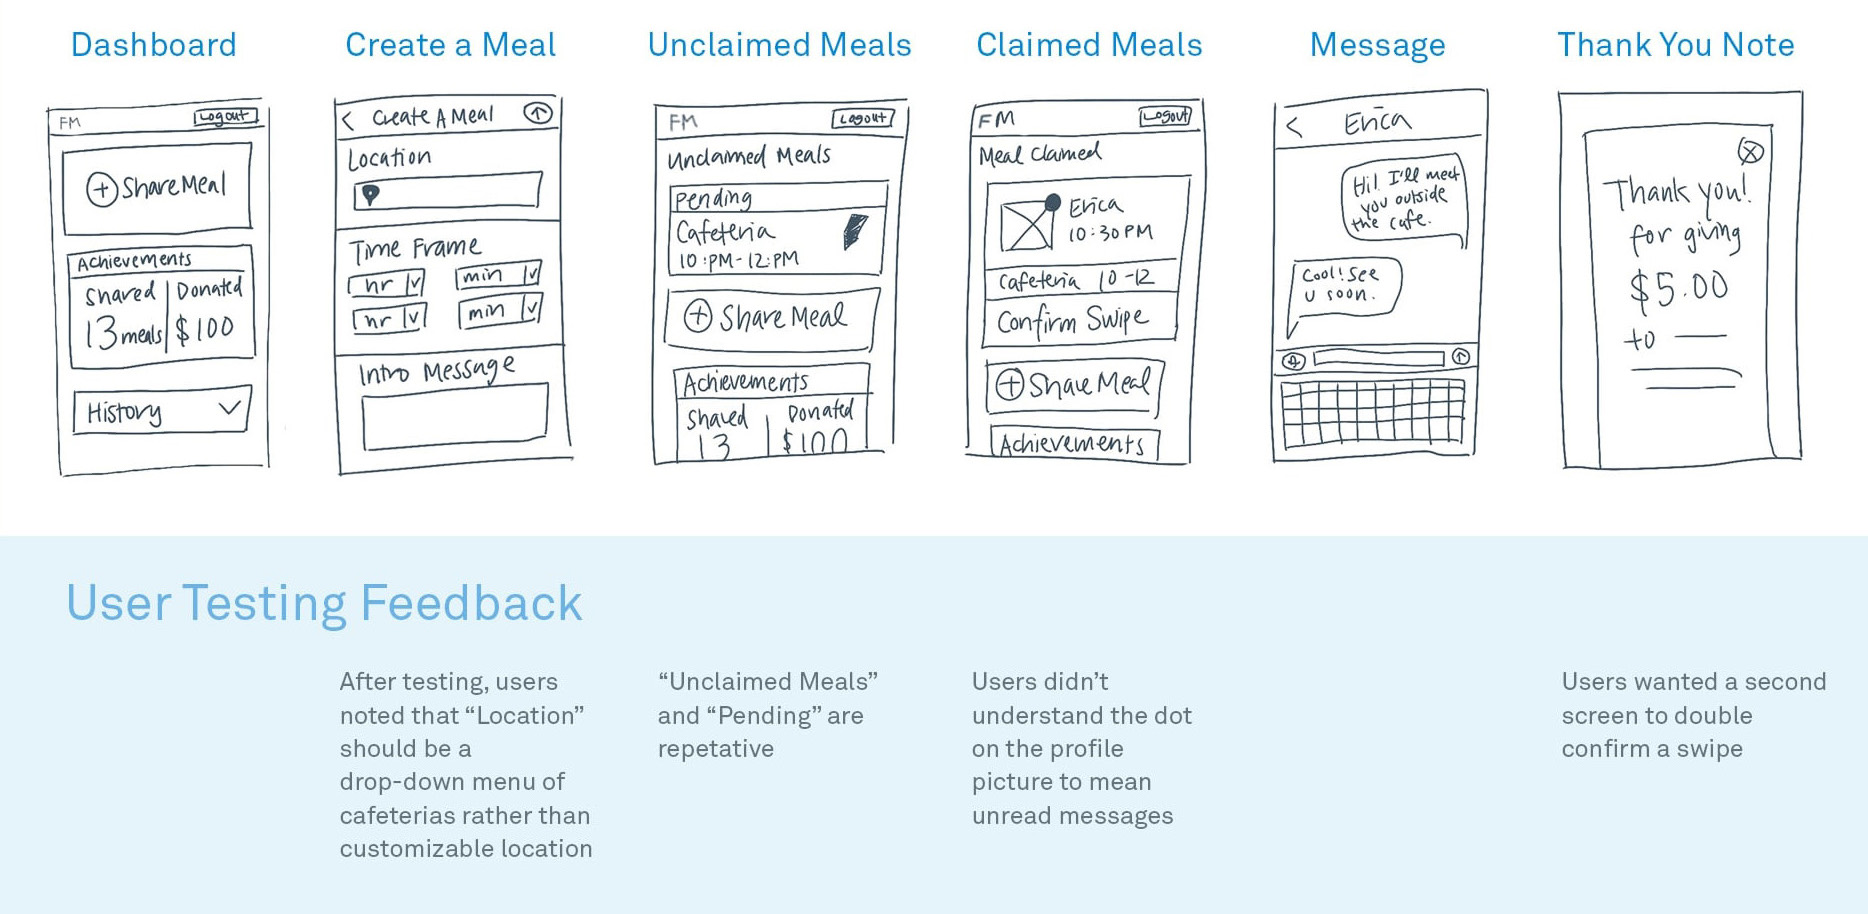 Dashboard
Create a Meal
Unclaimed Meals
Claimed Meals
Message
Thank You Note
FM
Logout
+ Share Meal
Achievements
Shared
Donated
13 meals
$100
History
< Create A Meal
Location
Time Frame
hr
min
hr
min
Intro Message
FM
Logout
Unclaimed Meals
Pending
Cafeteria
10:PM-12:PM
+ Share Meal
Achievements
Shared
Donated
13
$100
FM
Logout
Meal Claimed
Erica
10:30PM
Cafeteria 10-12
Confirm Swipe
+ Share Meal
Achievements
< Erica
Hi! I'll meet
you outside
the cafe.
Cool! See
u soon.
Thank you!
for giving
$5.00
to
User Testing Feedback
After testing, users
noted that “Location”
should be a
drop-down menu of
cafeterias rather than
customizable location
“Unclaimed Meals”
and “Pending” are
repetative
Users didn’t
understand the dot
on the profile
picture to mean
unread messages
Users wanted a second
screen to double
confirm a swipe